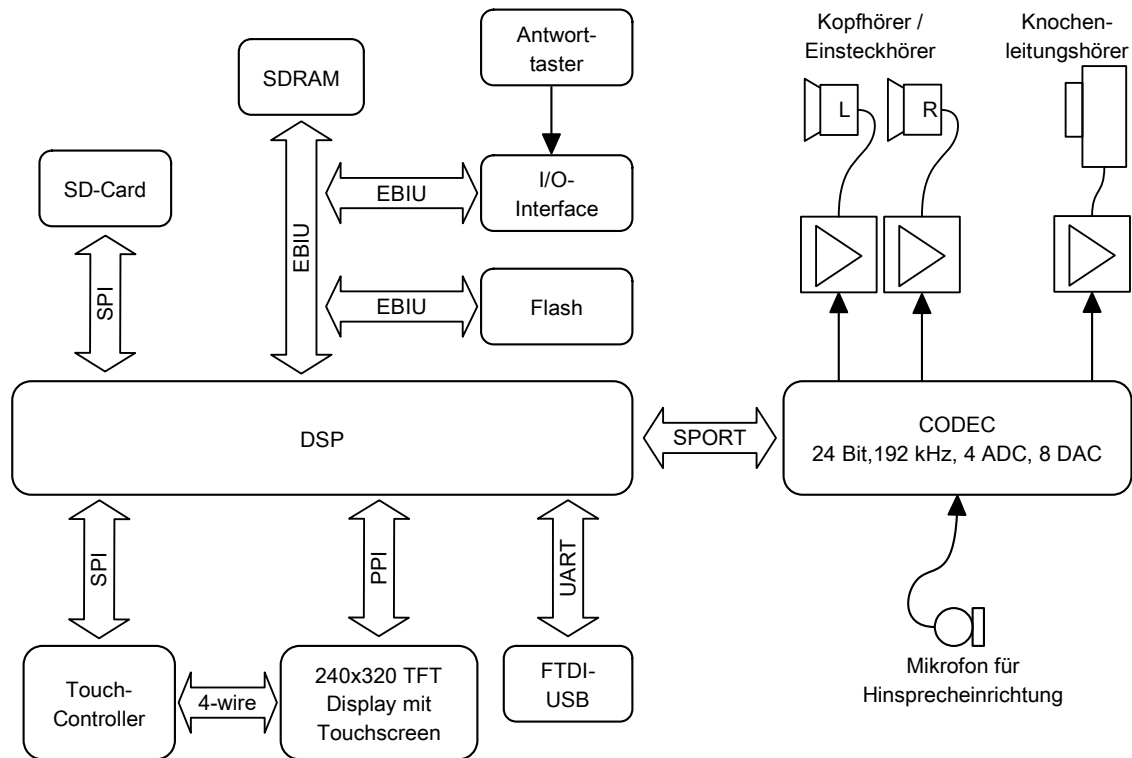 Kopfhörer /
Einsteckhörer
Knochen-
leitungshörer
Antwort-
taster
SDRAM
L
R
SD-Card
EBIU
I/O-
Interface
EBIU
SPI
EBIU
Flash
DSP
SPORT
CODEC
24 Bit,192 kHz, 4 ADC, 8 DAC
SPI
PPI
UART
Touch-
Controller
4-wire
240x320 TFT
Display mit
Touchscreen
FTDI-
USB
Mikrofon für
Hinsprecheinrichtung